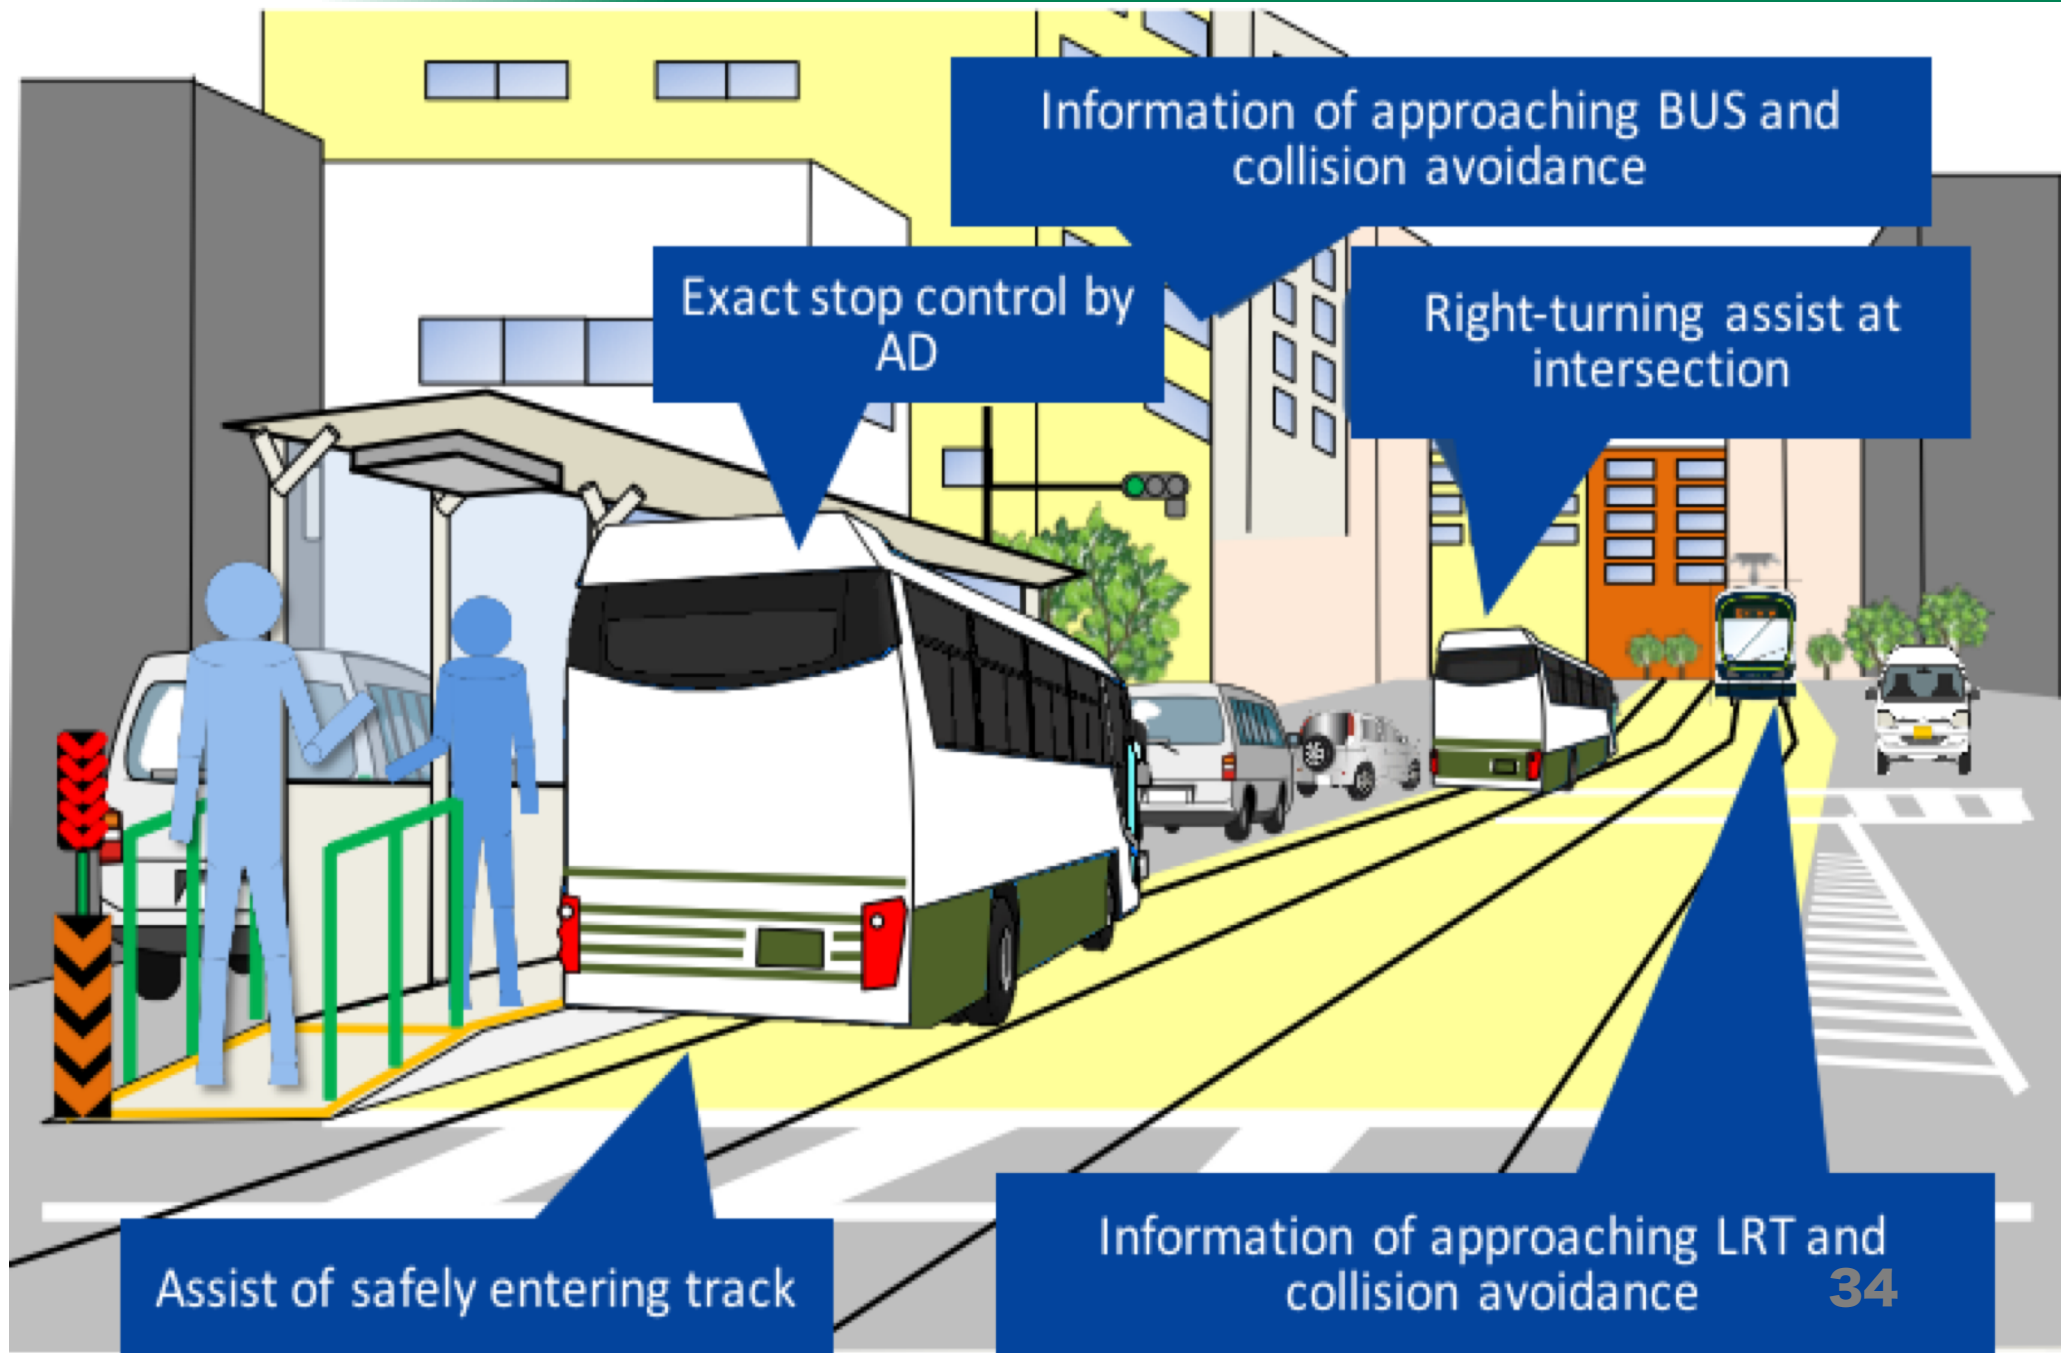 Information of approaching BUS and
collision avoidance
Exact stop control by
AD
Right-turning assist at
intersection
Assist of safely entering track
Information of approaching LRT and
collision avoidance
34